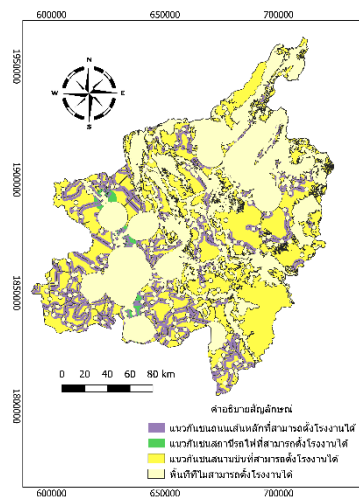 600000 650000 700000
1950000
N
W E
S
1900000
1850000
1800000
0 20 40 60 80 km
คำอธิบายสัญลักษณ์
แนวกันชนถนนเส้นหลักที่สามารถตั้งโรงงานได้
แนวกันชนสถานีรถไฟที่สามารถตั้งโรงงานได้
แนวกันชนสนามบินที่สามารถตั้งโรงงานได้
พื้นที่ที่ไม่สามารถตั้งโรงงานได้
600000 650000 700000